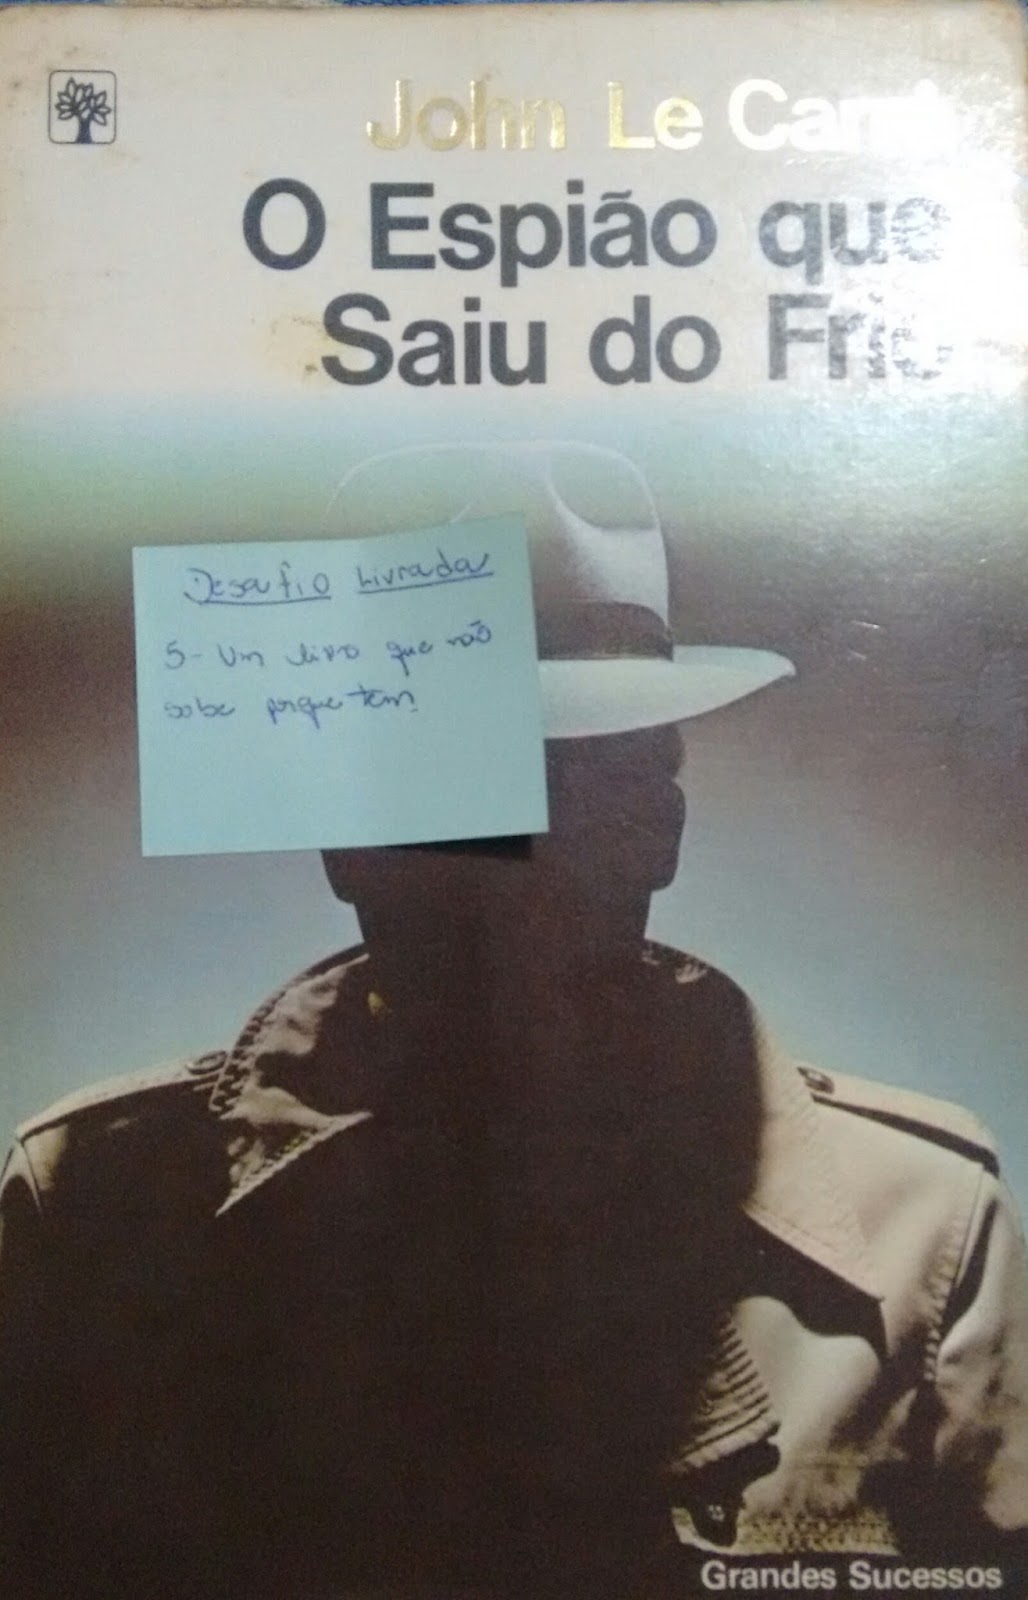 John Le Carré
O Espião que
Saiu do Frio
Desafio Livrada
5- Um livro que não
sabe porque tem
Grandes Sucessos